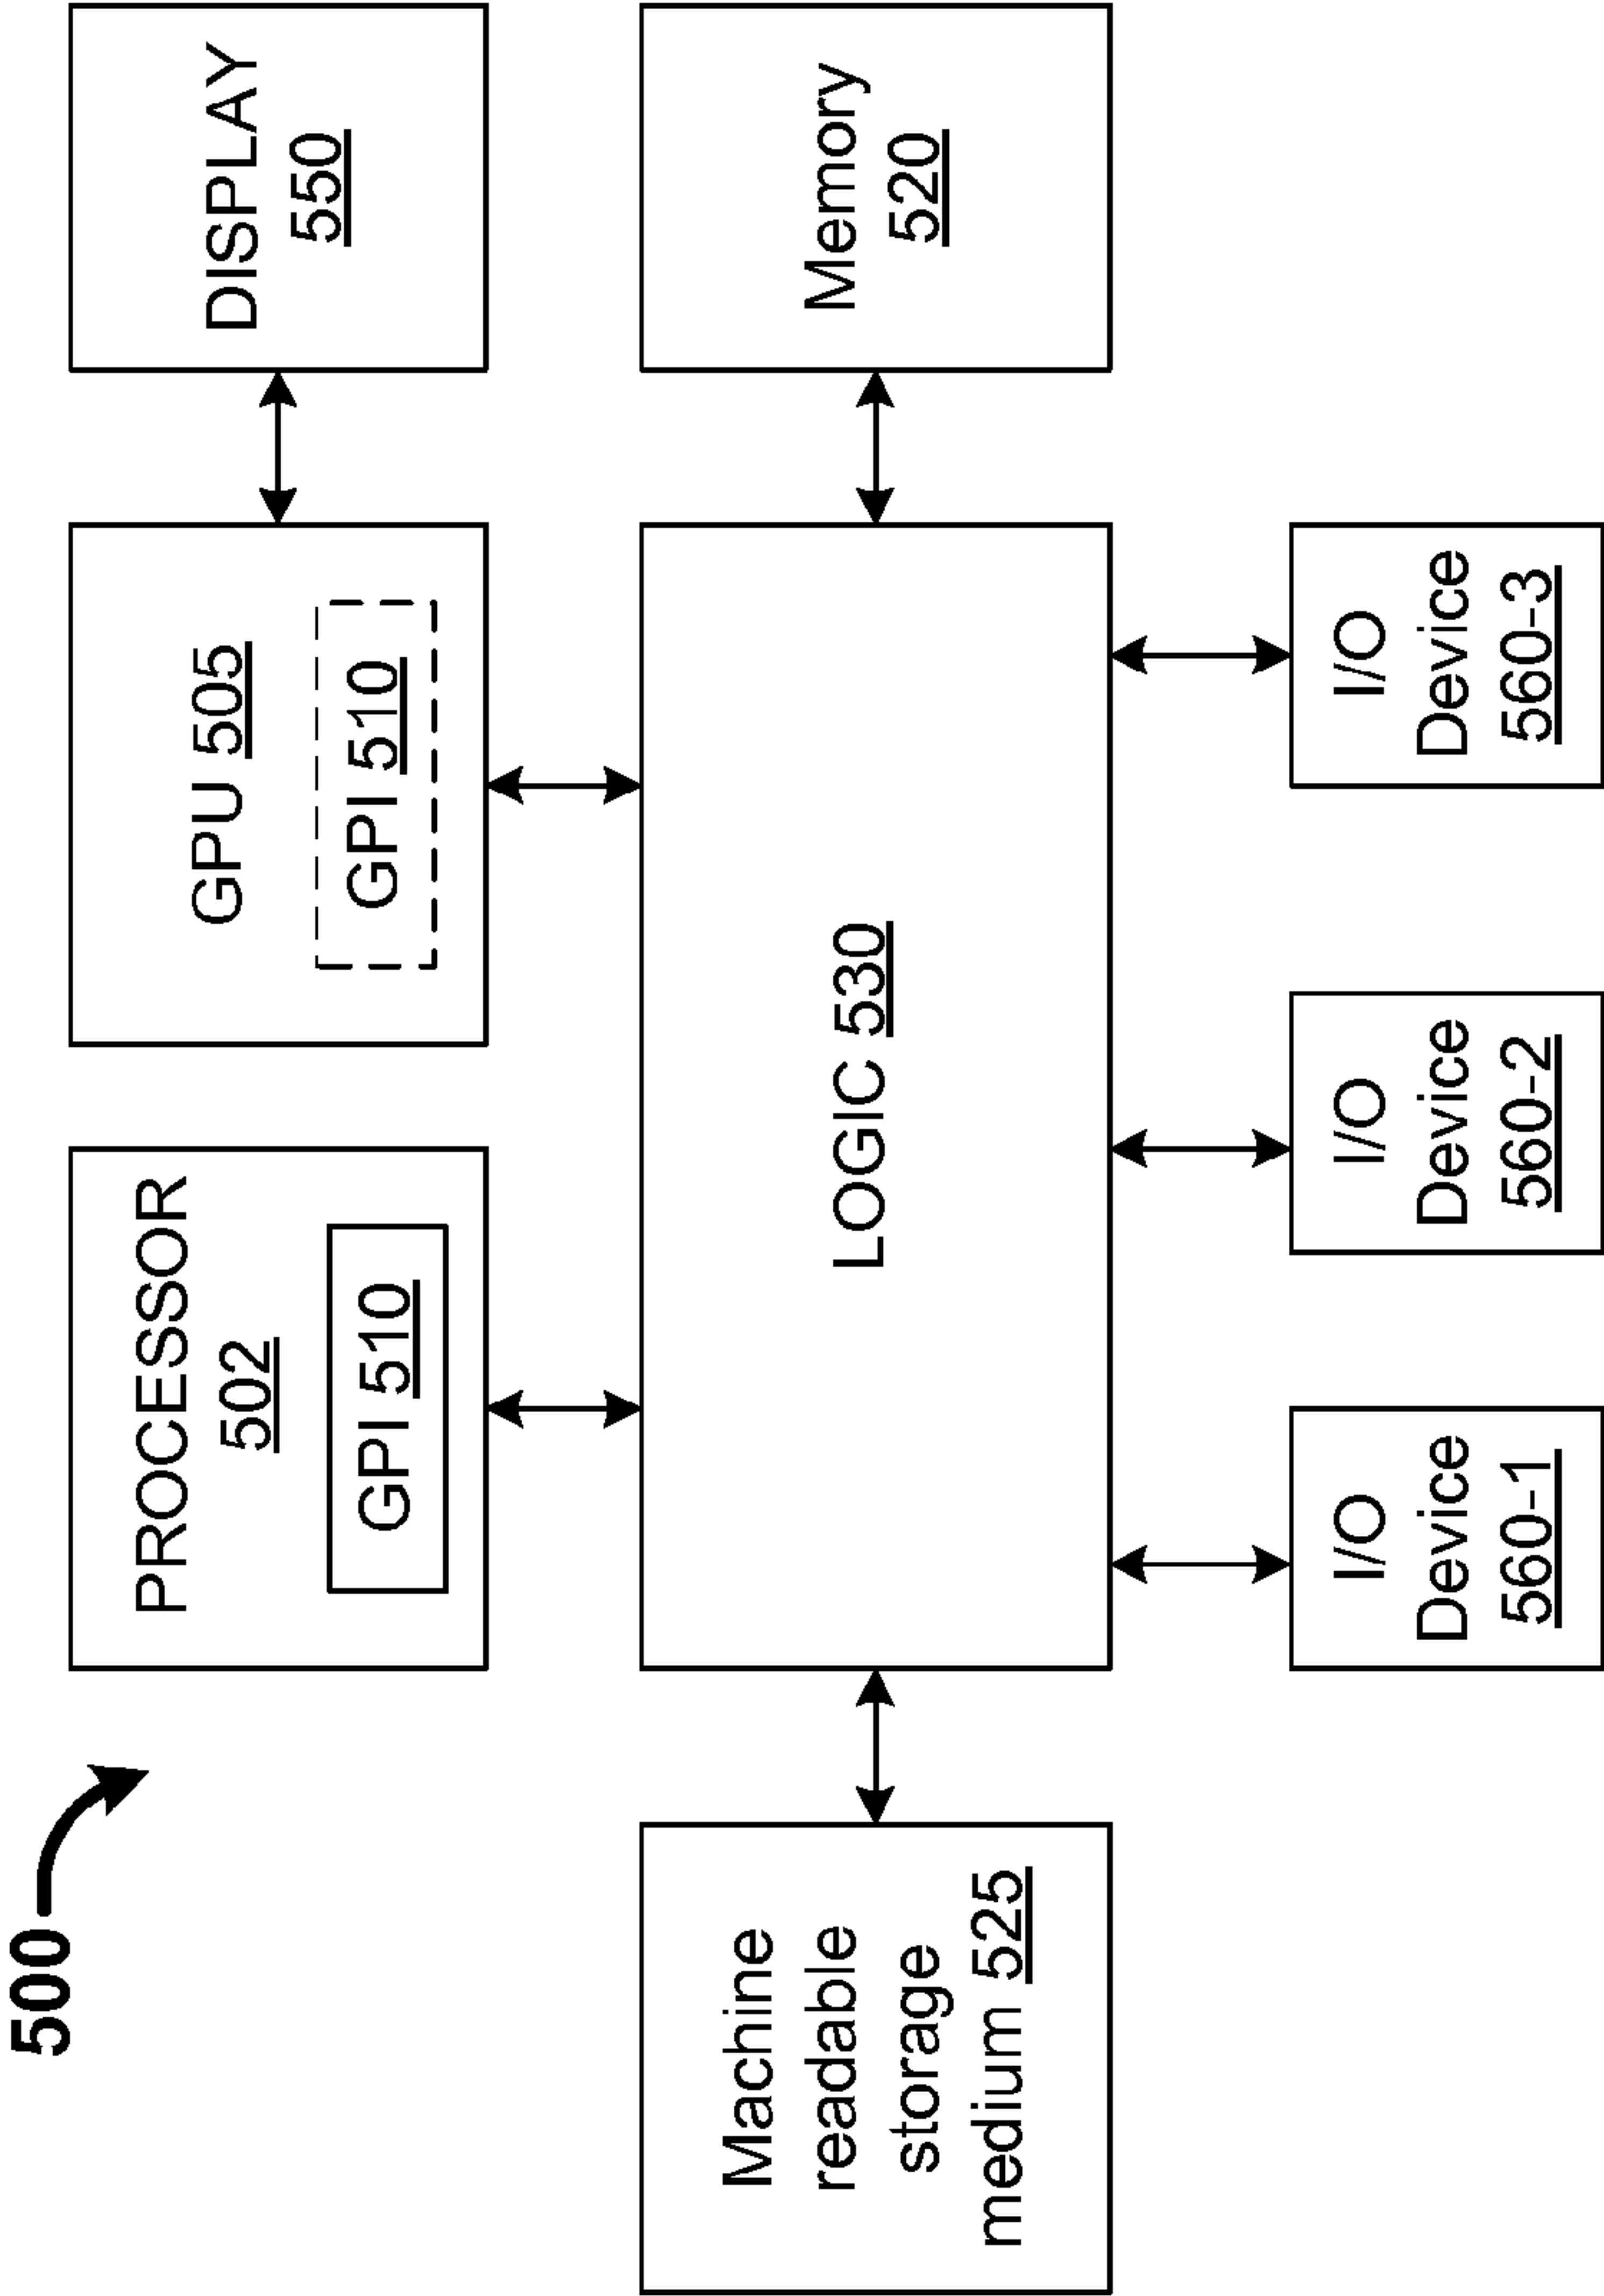 500
PROCESSOR
502
GPI 510
GPU 505
GPI 510
DISPLAY
550
Machine
readable
storage
medium 525
LOGIC 530
Memory
520
I/O
Device
560-1
I/O
Device
560-2
I/O
Device
560-3